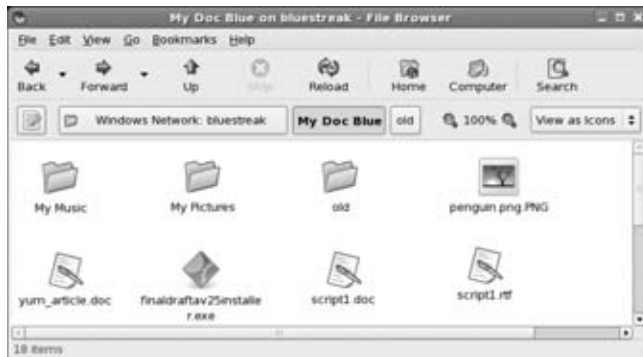 My Doc Blue on bluestreak - File Browser
File Edit View Go Bookmarks Help
Back Forward Up Stop Reload Home Computer Search
Windows Network: bluestreak My Doc Blue old 100% View as Icons
My Music My Pictures old penguin.png.PNG
yum_article.doc finaldraftav25installe
r.exe script1.doc script1.rtf
18 items